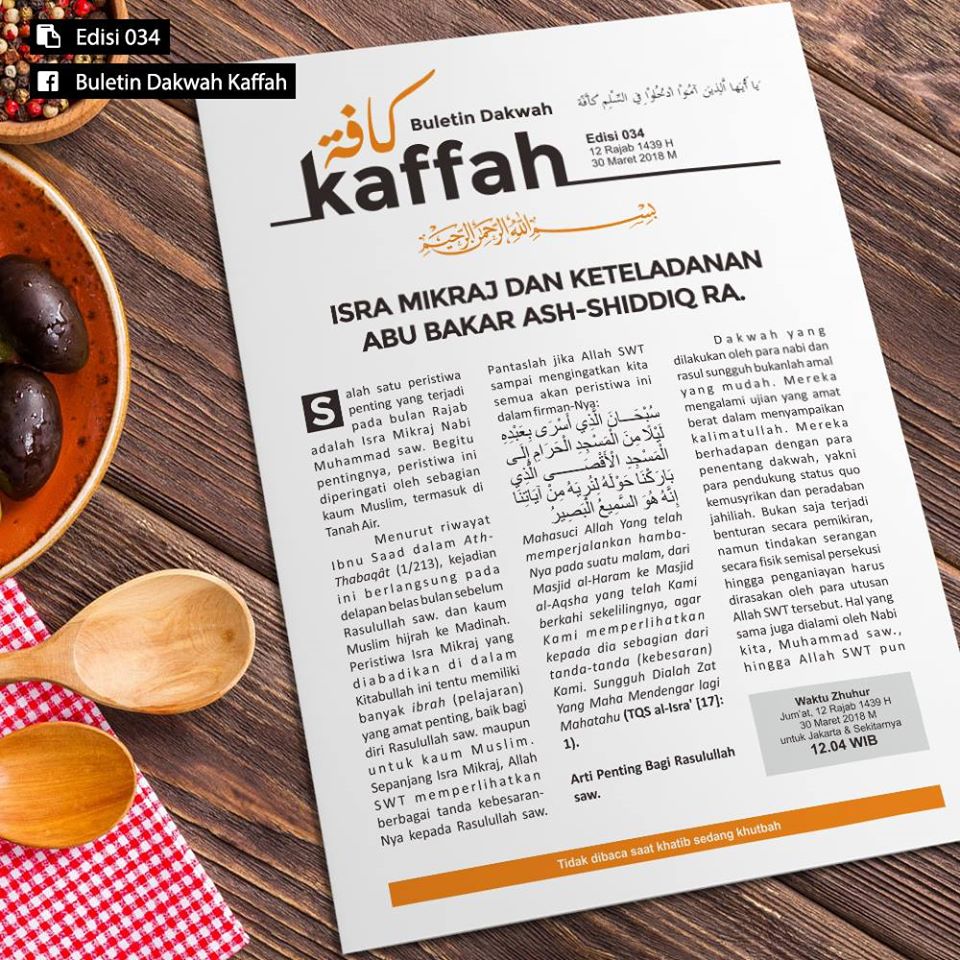 Edisi 034
Buletin Dakwah Kaffah
كافة
Buletin Dakwah
kaffah
يَا أَيُّهَا الَّذِينَ آمَنُوا ادْخُلُوا فِي السِّلْمِ كَافَّةً
Edisi 034
12 Rajab 1439 H
30 Maret 2018 M
بِسْمِ اللَّهِ الرَّحْمَنِ الرَّحِيمِ
ISRA MIKRAJ DAN KETELADANAN
ABU BAKAR ASH-SHIDDIQ RA.
Salah satu peristiwa
penting yang terjadi
pada bulan Rajab
adalah Isra Mikraj Nabi
Muhammad saw. Begitu
pentingnya, peristiwa ini
diperingati oleh sebagian
kaum Muslim, termasuk di
Tanah Air.
Menurut riwayat
Ibnu Saad dalam Ath-
Thabaqât (1/213), kejadian
ini berlangsung pada
delapan belas bulan sebelum
Rasulullah saw. dan kaum
Muslim hijrah ke Madinah.
Peristiwa Isra Mikraj yang
diabadikan di dalam
Kitabullah ini tentu memiliki
banyak ibrah (pelajaran)
yang amat penting, baik bagi
diri Rasulullah saw. maupun
untuk kaum Muslim.
Sepanjang Isra Mikraj, Allah
SWT memperlihatkan
berbagai tanda kebesaran-
Nya kepada Rasulullah saw.
Pantaslah jika Allah SWT
sampai mengingatkan kita
semua akan peristiwa ini
dalam firman-Nya:
سُبْحَانَ الَّذِي أَسْرَى بِعَبْدِهِ
لَيْلًا مِنَ الْمَسْجِدِ الْحَرَامِ إِلَى
الْمَسْجِدِ الْأَقْصَى الَّذِي
بَارَكْنَا حَوْلَهُ لِنُرِيَهُ مِنْ آيَاتِنَا
إِنَّهُ هُوَ السَّمِيعُ الْبَصِيرُ
Mahasuci Allah Yang telah
memperjalankan hamba-
Nya pada suatu malam, dari
Masjid al-Haram ke Masjid
al-Aqsha yang telah Kami
berkahi sekelilingnya, agar
Kami memperlihatkan
kepada dia sebagian dari
tanda-tanda (kebesaran)
Kami. Sungguh Dialah Zat
Yang Maha Mendengar lagi
Mahatahu (TQS al-Isra' [17]:
1).
Arti Penting Bagi Rasulullah
saw.
Dakwah yang
dilakukan oleh para nabi dan
rasul sungguh bukanlah amal
yang mudah. Mereka
mengalami ujian yang amat
berat dalam menyampaikan
kalimatullah. Mereka
berhadapan dengan para
penentang dakwah, yakni
para pendukung status quo
kemusyrikan dan peradaban
jahiliah. Bukan saja terjadi
benturan secara pemikiran,
namun tindakan serangan
secara fisik semisal persekusi
hingga penganiayan harus
dirasakan oleh para utusan
Allah SWT tersebut. Hal yang
sama juga dialami oleh Nabi
kita, Muhammad saw.,
hingga Allah SWT pun
Waktu Zhuhur
Jum'at, 12 Rajab 1439 H
30 Maret 2018 M
untuk Jakarta & Sekitarnya
12.04 WIB
Tidak dibaca saat khatib sedang khutbah